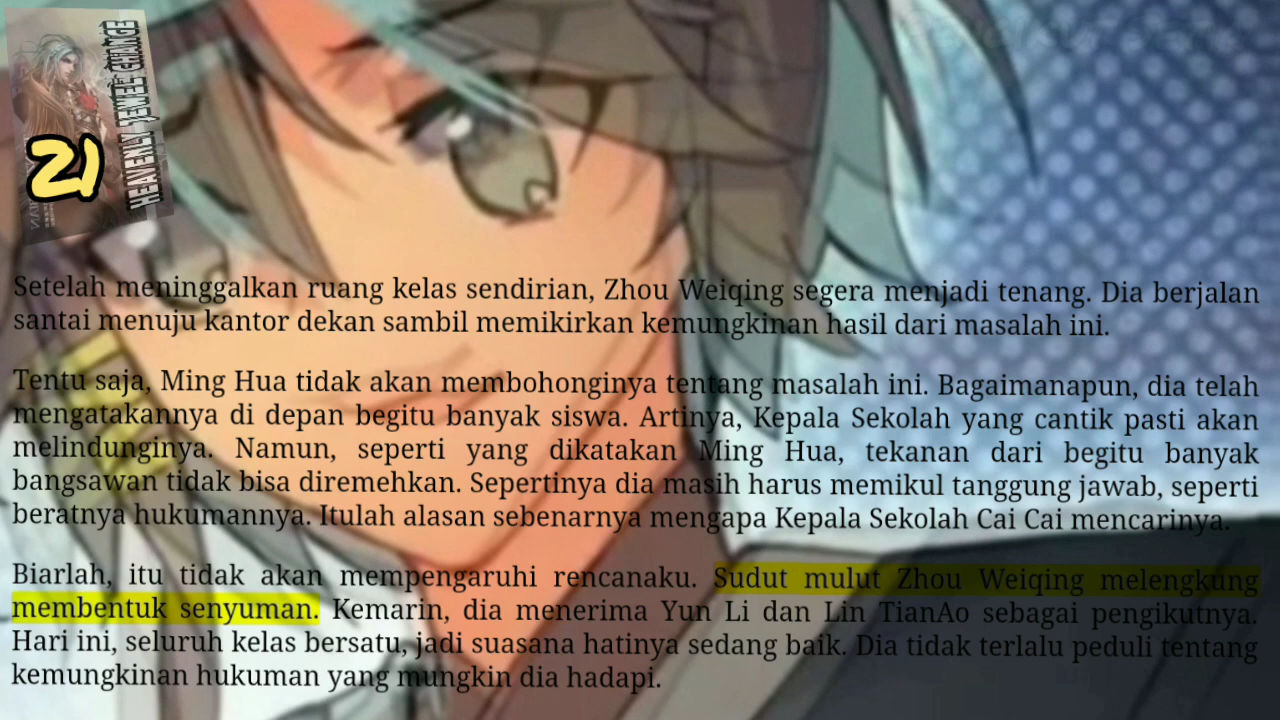 HEAVENLY JEWEL CHANGE
21
Setelah meninggalkan ruang kelas sendirian, Zhou Weiqing segera menjadi tenang. Dia berjalan
santai menuju kantor dekan sambil memikirkan kemungkinan hasil dari masalah ini.
Tentu saja, Ming Hua tidak akan membohonginya tentang masalah ini. Bagaimanapun, dia telah
mengatakannya di depan begitu banyak siswa. Artinya, Kepala Sekolah yang cantik pasti akan
melindunginya. Namun, seperti yang dikatakan Ming Hua, tekanan dari begitu banyak
bangsawan tidak bisa diremehkan. Sepertinya dia masih harus memikul tanggung jawab, seperti
beratnya hukumannya. Itulah alasan sebenarnya mengapa Kepala Sekolah Cai Cai mencarinya.
Biarlah, itu tidak akan mempengaruhi rencanaku. Sudut mulut Zhou Weiqing melengkung
membentuk senyuman. Kemarin, dia menerima Yun Li dan Lin TianAo sebagai pengikutnya.
Hari ini, seluruh kelas bersatu, jadi suasana hatinya sedang baik. Dia tidak terlalu peduli tentang
kemungkinan hukuman yang mungkin dia hadapi.